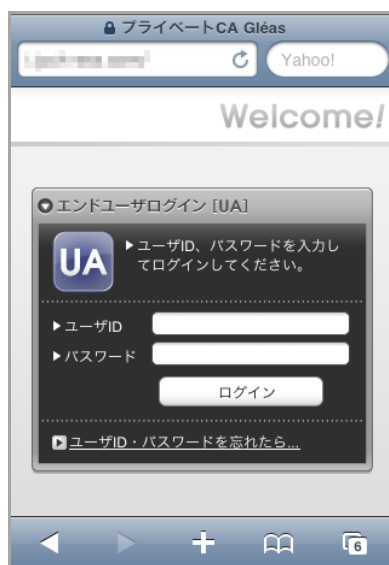 プライベートCA Gléas
Yahoo!
Welcome!
エンドユーザログイン [UA]
UA
ユーザID、パスワードを入力し
てログインしてください。
ユーザID
パスワード
ログイン
ユーザID・パスワードを忘れたら...
6